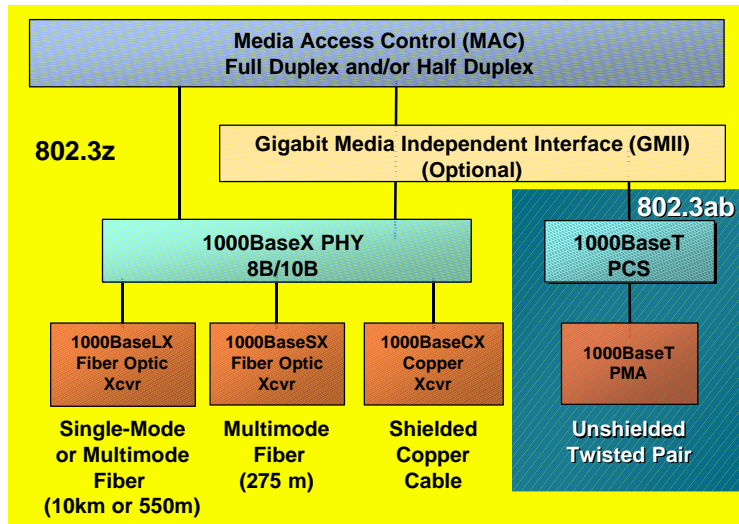 Media Access Control (MAC)
Full Duplex and/or Half Duplex
802.3z
Gigabit Media Independent Interface (GMII)
(Optional)
802.3ab
1000BaseX PHY
8B/10B
1000BaseT
PCS
1000BaseLX
Fiber Optic
Xcvr
1000BaseSX
Fiber Optic
Xcvr
1000BaseCX
Copper
Xcvr
1000BaseT
PMA
Single-Mode
or Multimode
Fiber
(10km or 550m)
Multimode
Fiber
(275 m)
Shielded
Copper
Cable
Unshielded
Twisted Pair